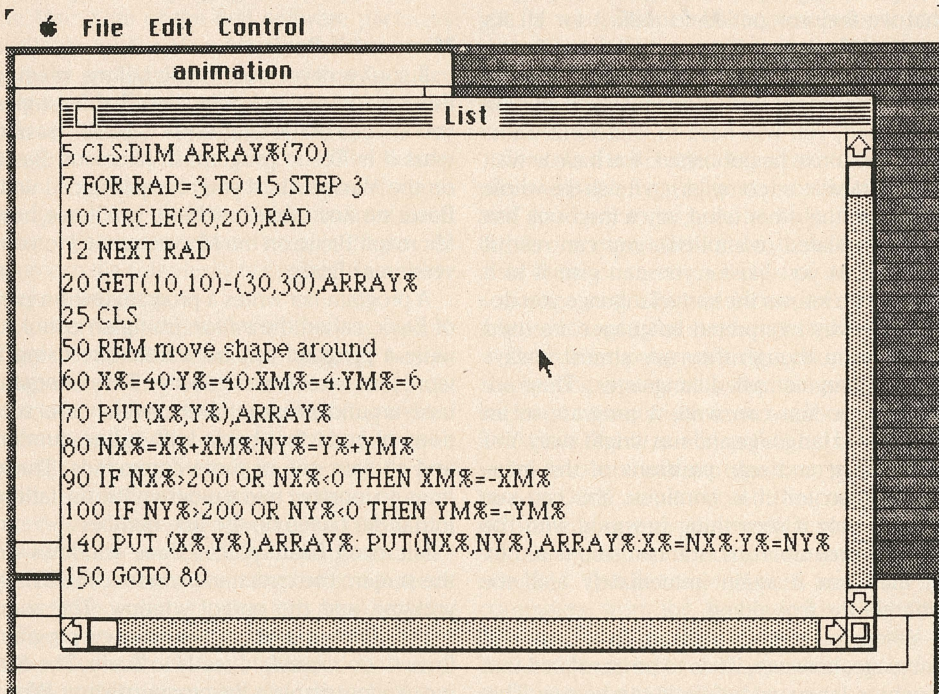 File Edit Control
animation
List
5 CLS:DIM ARRAY%(70)
7 FOR RAD=3 TO 15 STEP 3
10 CIRCLE(20,20),RAD
12 NEXT RAD
20 GET(10,10)-(30,30),ARRAY%
25 CLS
50 REM move shape around
60 X%=40:Y%=40:XM%=4:YM%=6
70 PUT(X%,Y%),ARRAY%
80 NX%=X%+XM%:NY%=Y%+YM%
90 IF NX%>200 OR NX%<0 THEN XM%=-XM%
100 IF NY%>200 OR NY%<0 THEN YM%=-YM%
140 PUT (X%,Y%),ARRAY%: PUT(NX%,NY%),ARRAY%:X%=NX%:Y%=NY%
150 GOTO 80